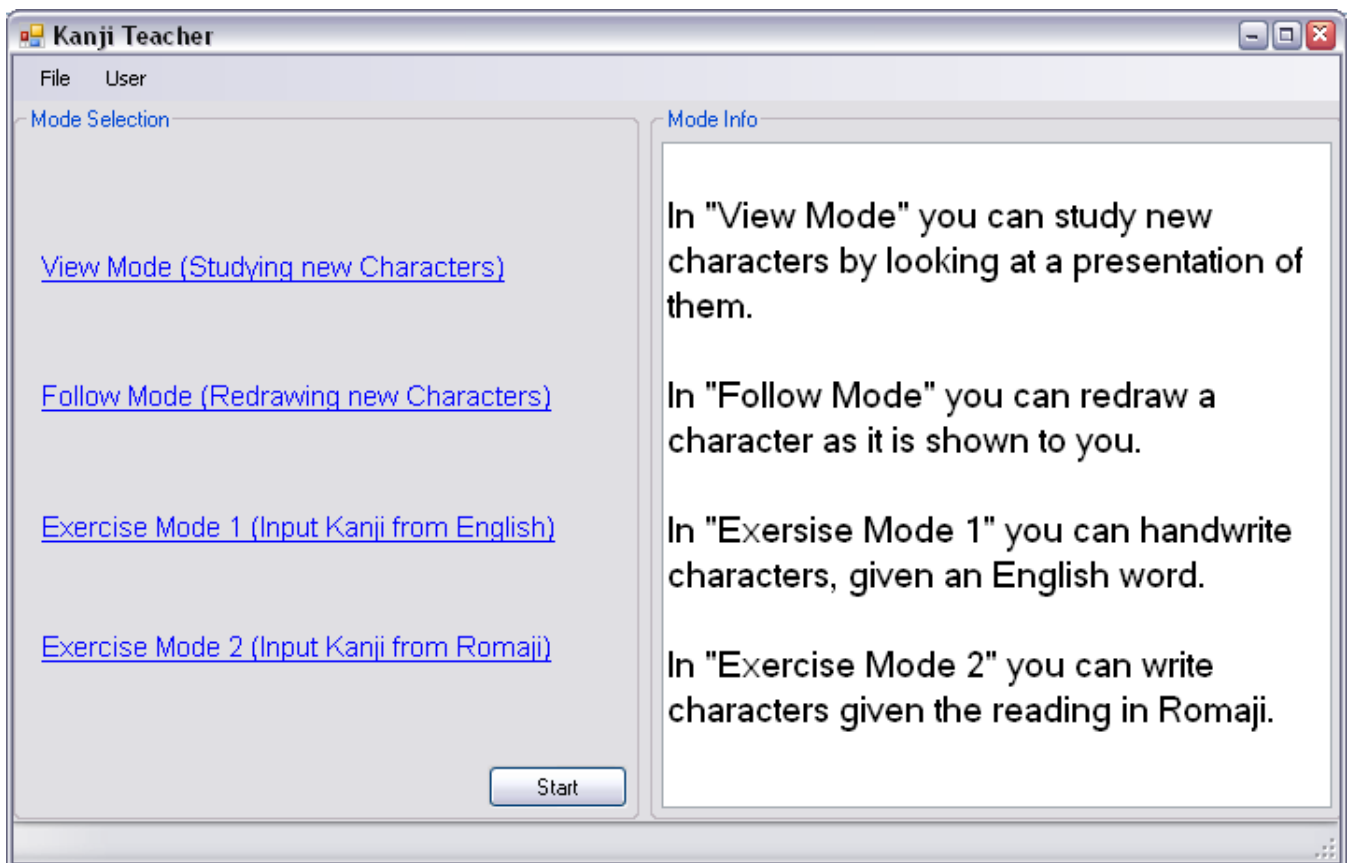 Kanji Teacher
File User
Mode Selection
View Mode (Studying new Characters)
Follow Mode (Redrawing new Characters)
Exercise Mode 1 (Input Kanji from English)
Exercise Mode 2 (Input Kanji from Romaji)
Start
Mode Info
In "View Mode" you can study new
characters by looking at a presentation of
them.
In "Follow Mode" you can redraw a
character as it is shown to you.
In "Exersise Mode 1" you can handwrite
characters, given an English word.
In "Exercise Mode 2" you can write
characters given the reading in Romaji.